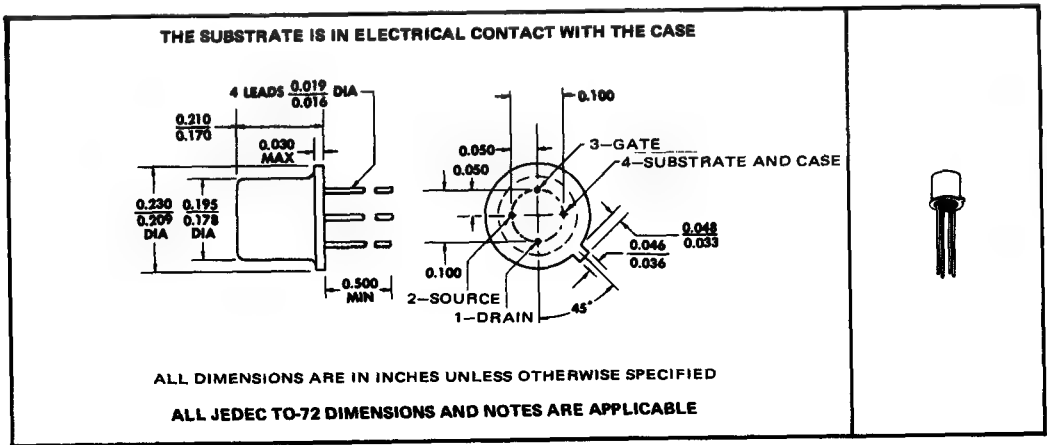 THE SUBSTRATE IS IN ELECTRICAL CONTACT WITH THE CASE
4 LEADS 0.019 DIA
0.016
0.100
0.210
0.170
0.030
MAX
0.050
3–GATE
4–SUBSTRATE AND CASE
0.050
0.230
0.209
DIA
0.195
0.178
DIA
0.048
0.033
0.046
0.036
0.100
0.500
MIN
2–SOURCE
1–DRAIN
45°
ALL DIMENSIONS ARE IN INCHES UNLESS OTHERWISE SPECIFIED
ALL JEDEC TO-72 DIMENSIONS AND NOTES ARE APPLICABLE